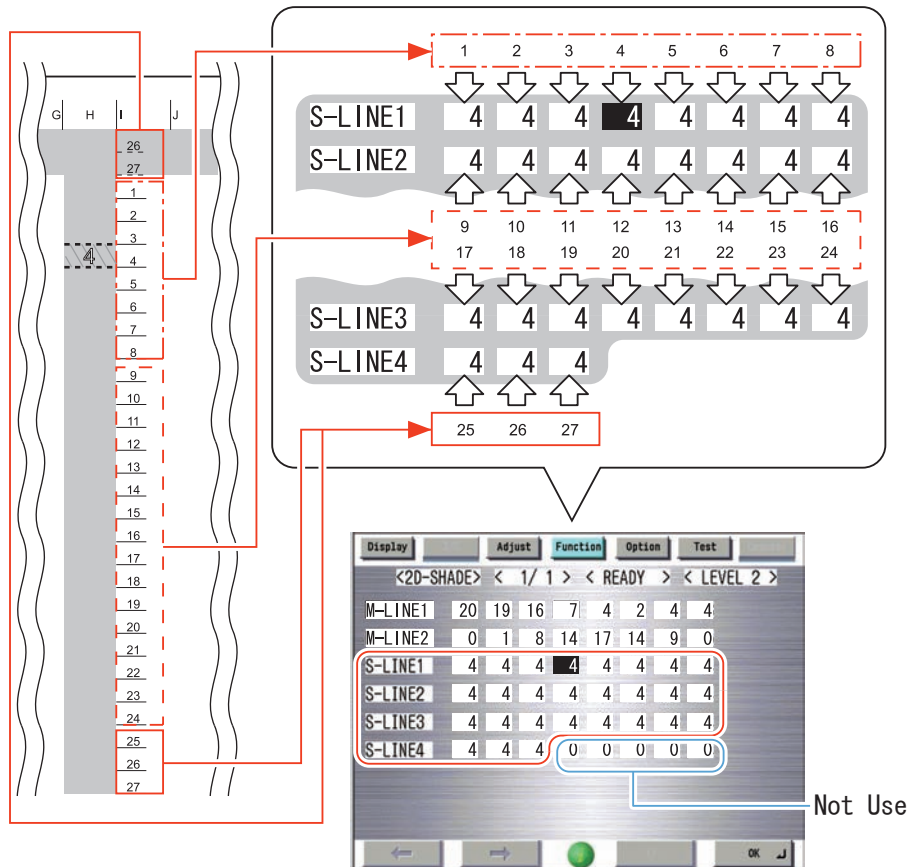 G H I J
26
27
1
2
3
4
4
5
6
7
8
9
10
11
12
13
14
15
16
17
18
19
20
21
22
23
24
25
26
27
1 2 3 4 5 6 7 8
S-LINE1 4 4 4 4 4 4 4 4
S-LINE2 4 4 4 4 4 4 4 4
9 10 11 12 13 14 15 16
17 18 19 20 21 22 23 24
S-LINE3 4 4 4 4 4 4 4 4
S-LINE4 4 4 4
25 26 27
Display Adjust Function Option Test
<2D-SHADE> < 1/ 1 > < READY > < LEVEL 2 >
M-LINE1 20 19 16 7 4 2 4 4
M-LINE2 0 1 8 14 17 14 9 0
S-LINE1 4 4 4 4 4 4 4 4
S-LINE2 4 4 4 4 4 4 4 4
S-LINE3 4 4 4 4 4 4 4 4
S-LINE4 4 4 4 0 0 0 0 0
Not Use
OK